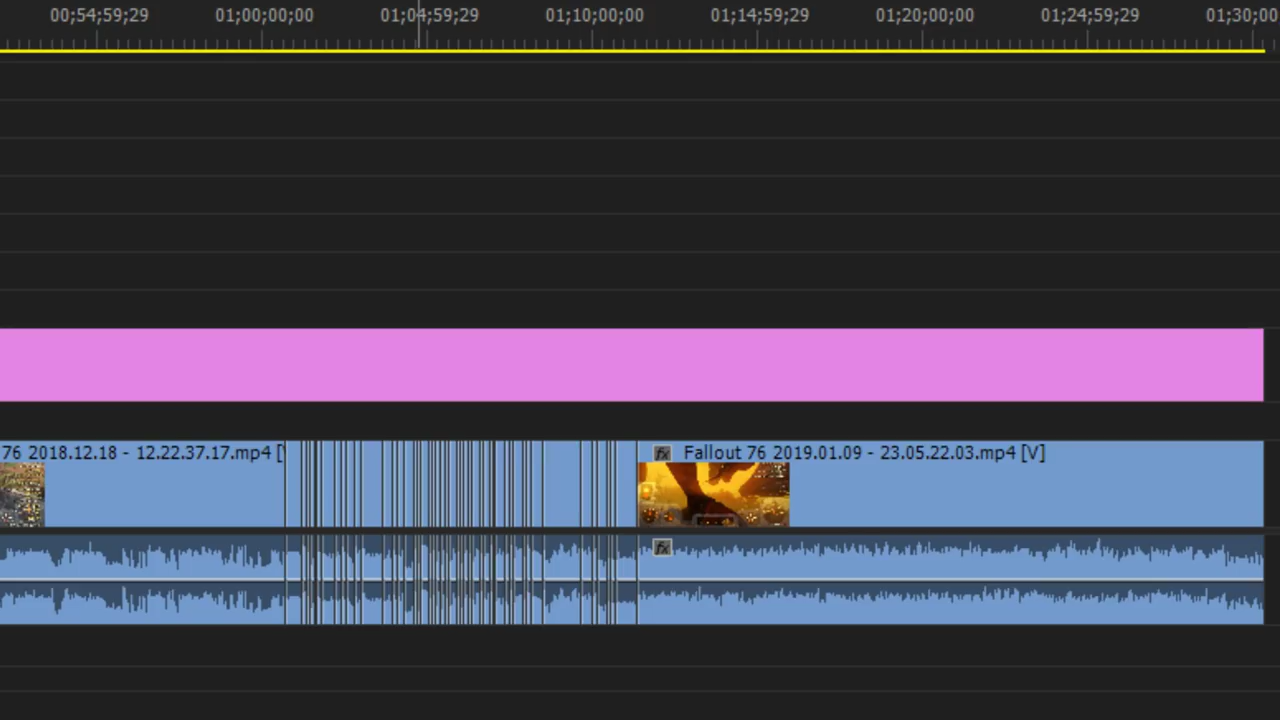 00;54;59;29 01;00;00;00 01;04;59;29 01;10;00;00 01;14;59;29 01;20;00;00 01;24;59;29 01;30;00
76 2018.12.18 - 12.22.37.17.mp4 [V fx Fallout 76 2019.01.09 - 23.05.22.03.mp4 [V]
fx